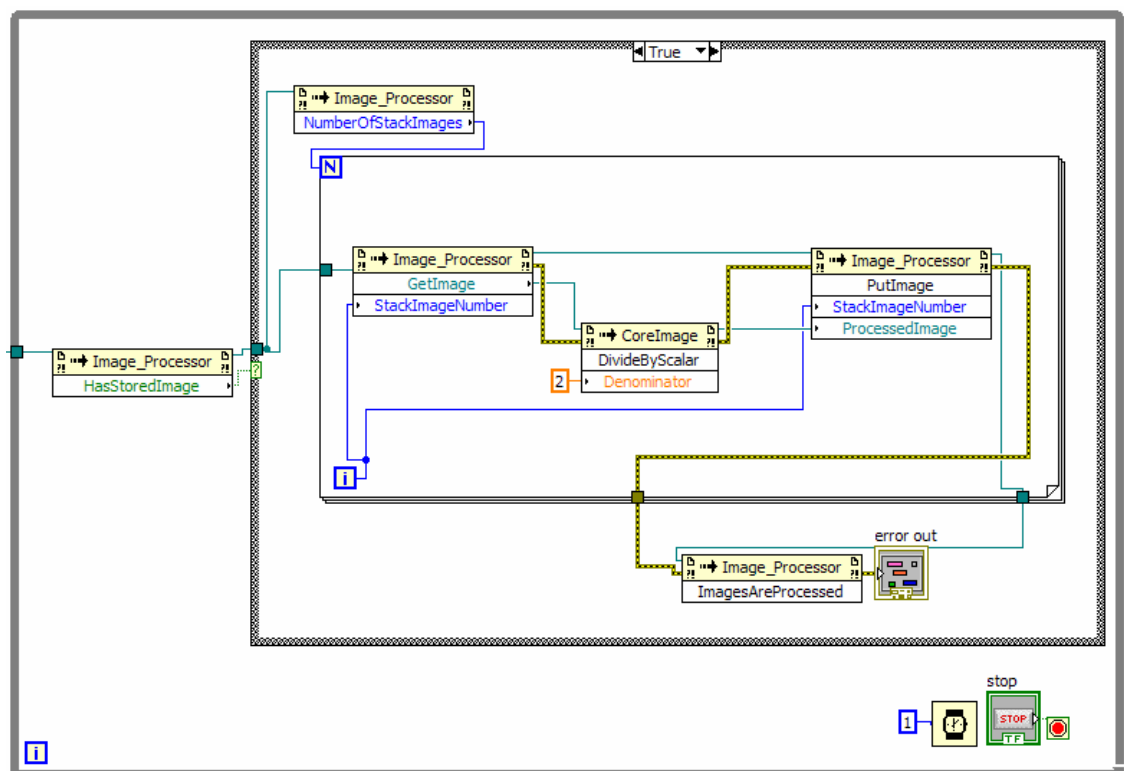 True
Image_Processor
NumberOfStackImages
N
Image_Processor
GetImage
StackImageNumber
Image_Processor
PutImage
StackImageNumber
ProcessedImage
CoreImage
DivideByScalar
2
Denominator
Image_Processor
HasStoredImage
?
i
error out
Image_Processor
ImagesAreProcessed
stop
1
STOP
TF
i